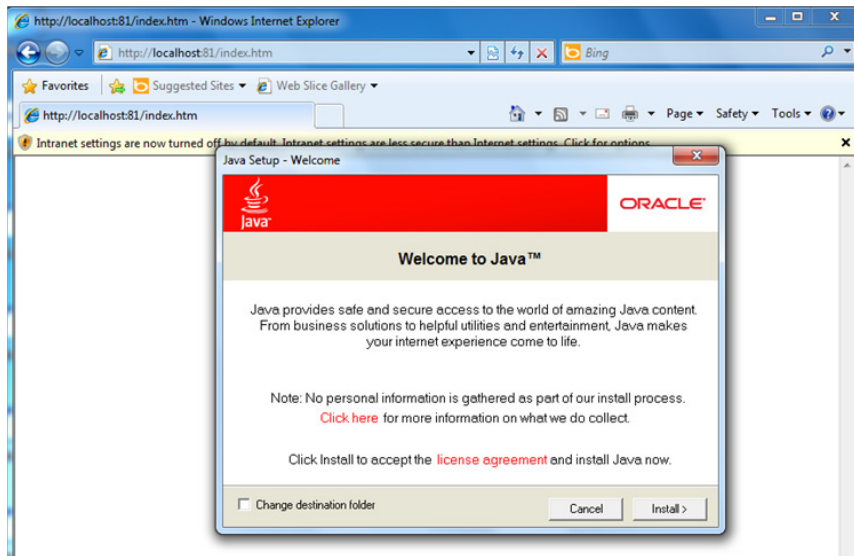 http://localhost:81/index.htm - Windows Internet Explorer
http://localhost:81/index.htm
Bing
Favorites
Suggested Sites
Web Slice Gallery
http://localhost:81/index.htm
Page
Safety
Tools
Intranet settings are now turned off by default. Intranet settings are less secure than Internet settings. Click for options
Java Setup - Welcome
Java
ORACLE
Welcome to Java™
Java provides safe and secure access to the world of amazing Java content.
From business solutions to helpful utilities and entertainment, Java makes
your internet experience come to life.
Note: No personal information is gathered as part of our install process.
Click here for more information on what we do collect.
Click Install to accept the license agreement and install Java now.
Change destination folder
Cancel
Install >